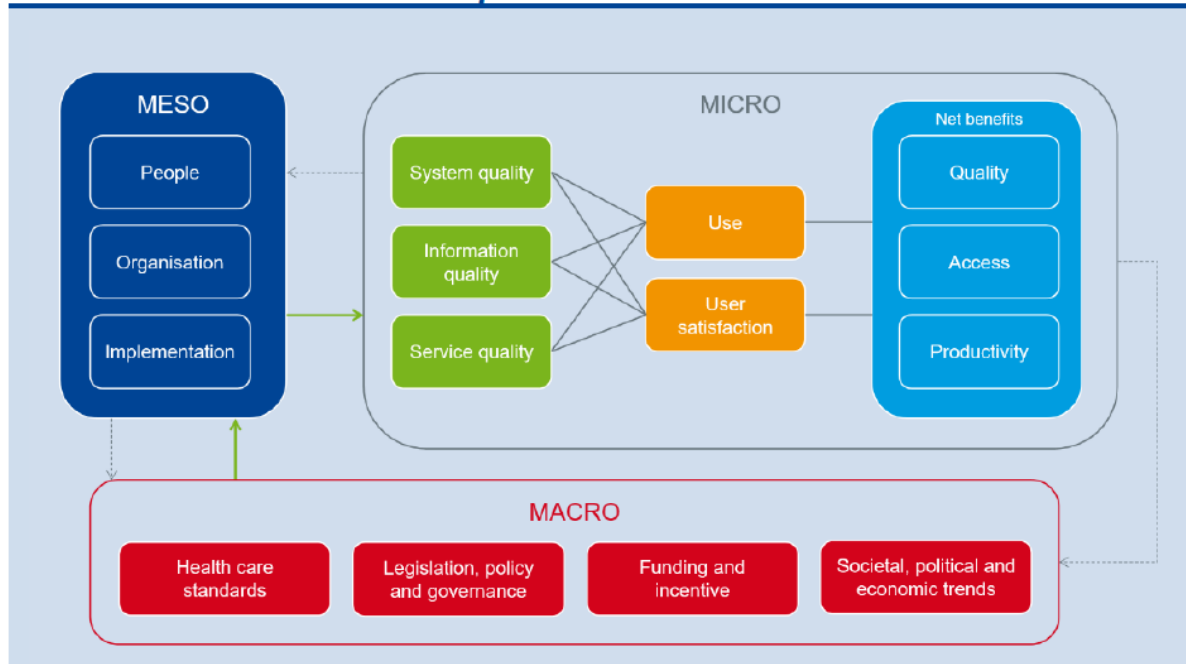 MESO
People
Organisation
Implementation
MICRO
System quality
Information
quality
Service quality
Use
User
satisfaction
Net benefits
Quality
Access
Productivity
MACRO
Health care
standards
Legislation, policy
and governance
Funding and
incentive
Societal, political and
economic trends